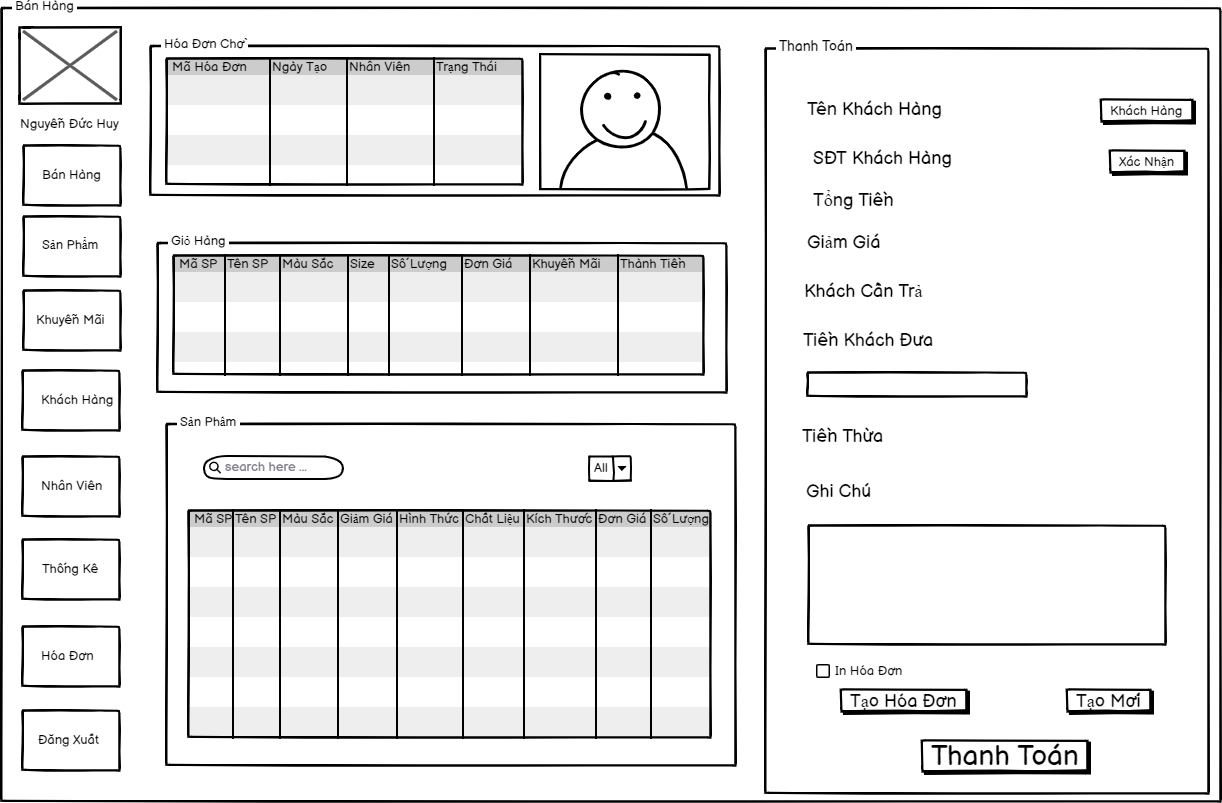 Bán Hàng
Nguyễn Đức Huy
Bán Hàng
Sản Phẩm
Khuyễn Mãi
Khách Hàng
Nhân Viên
Thống Kê
Hóa Đơn
Đăng Xuất
Hóa Đơn Chờ
Mã Hóa Đơn Ngày Tạo Nhân Viên Trạng Thái
Giỏ Hàng
Mã SP Tên SP Màu Sắc Size Số Lượng Đơn Giá Khuyễn Mãi Thành Tiền
Sản Phâm
search here ...
All
Mã SP Tên SP Màu Sắc Giảm Giá Hình Thức Chất Liệu Kích Thước Đơn Giá Số Lượng
Thanh Toán
Tên Khách Hàng
Khách Hàng
SĐT Khách Hàng
Xác Nhận
Tổng Tiền
Giảm Giá
Khách Cần Trả
Tiền Khách Đưa
Tiền Thừa
Ghi Chú
In Hóa Đơn
Tạo Hóa Đơn
Tạo Mới
Thanh Toán